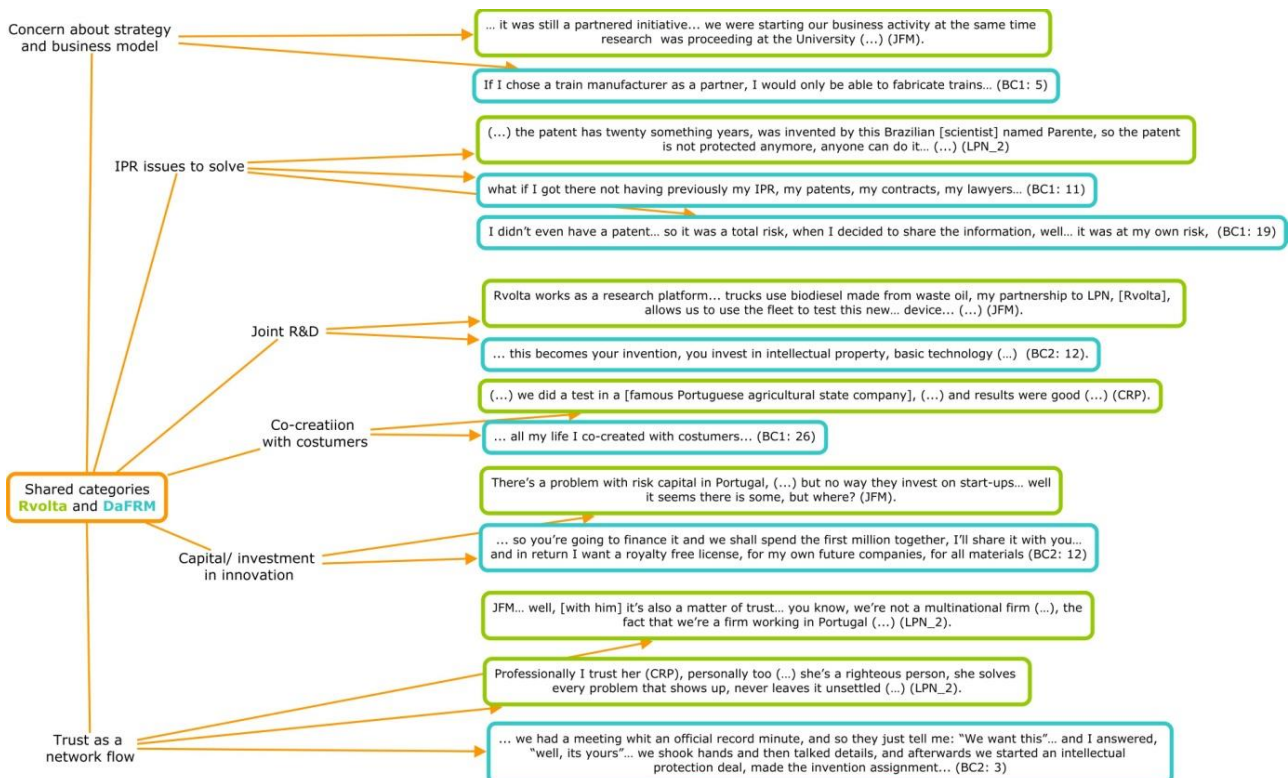 Concern about strategy
and business model
… it was still a partnered initiative... we were starting our business activity at the same time
research was proceeding at the University (...) (JFM).
If I chose a train manufacturer as a partner, I would only be able to fabricate trains… (BC1: 5)
IPR issues to solve
(...) the patent has twenty something years, was invented by this Brazilian [scientist] named Parente, so the patent
is not protected anymore, anyone can do it… (...) (LPN_2)
what if I got there not having previously my IPR, my patents, my contracts, my lawyers… (BC1: 11)
I didn't even have a patent… so it was a total risk, when I decided to share the information, well… it was at my own risk, (BC1: 19)
Joint R&D
Rvolta works as a research platform... trucks use biodiesel made from waste oil, my partnership to LPN, [Rvolta],
allows us to use the fleet to test this new… device... (...) (JFM).
... this becomes your invention, you invest in intellectual property, basic technology (…) (BC2: 12).
Co-creatiion
with costumers
(...) we did a test in a [famous Portuguese agricultural state company], (...) and results were good (...) (CRP).
... all my life I co-created with costumers... (BC1: 26)
Shared categories
Rvolta and DaFRM
Capital/ investment
in innovation
There's a problem with risk capital in Portugal, (...) but no way they invest on start-ups… well
it seems there is some, but where? (JFM).
... so you're going to finance it and we shall spend the first million together, I'll share it with you…
and in return I want a royalty free license, for my own future companies, for all materials (BC2: 12)
Trust as a
network flow
JFM… well, [with him] it's also a matter of trust… you know, we're not a multinational firm (…), the
fact that we're a firm working in Portugal (...) (LPN_2).
Professionally I trust her (CRP), personally too (…) she's a righteous person, she solves
every problem that shows up, never leaves it unsettled (…) (LPN_2).
... we had a meeting whit an official record minute, and so they just tell me: “We want this”… and I answered,
“well, its yours”… we shook hands and then talked details, and afterwards we started an intellectual
protection deal, made the invention assignment... (BC2: 3)